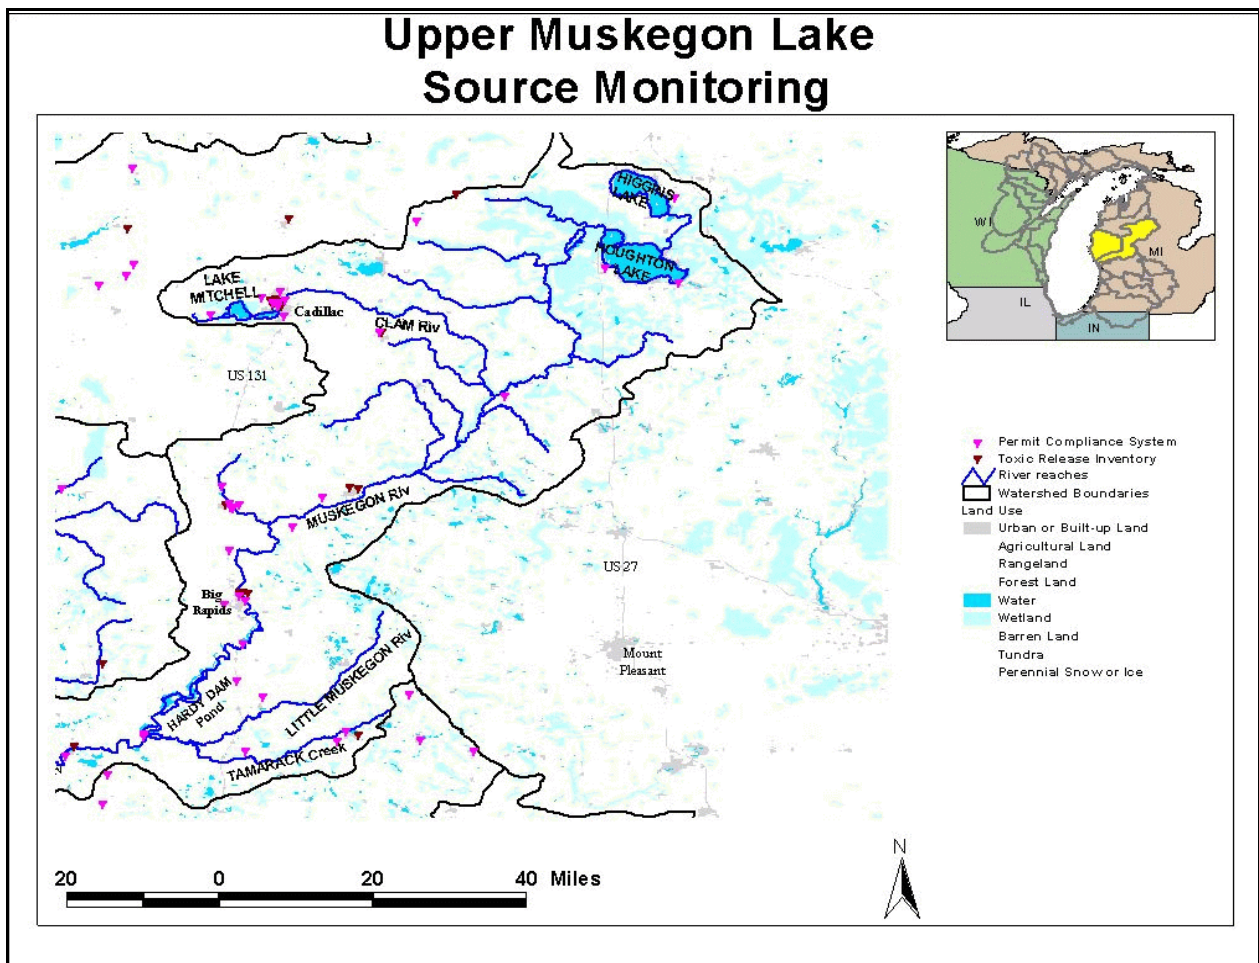 Upper Muskegon Lake
Source Monitoring
HIGGINS
LAKE
HOUGHTON
LAKE
LAKE
MITCHELL
Cadillac
CLAM Riv
US 131
MUSKEGON Riv
US 27
Big
Rapids
Mount
Pleasant
LITTLE MUSKEGON Riv
HARDY DAM
Pond
TAMARACK Creek
WI
MI
IL
IN
Permit Compliance System
Toxic Release Inventory
River reaches
Watershed Boundaries
Land Use
Urban or Built-up Land
Agricultural Land
Rangeland
Forest Land
Water
Wetland
Barren Land
Tundra
Perennial Snow or Ice
20 0 20 40 Miles
N